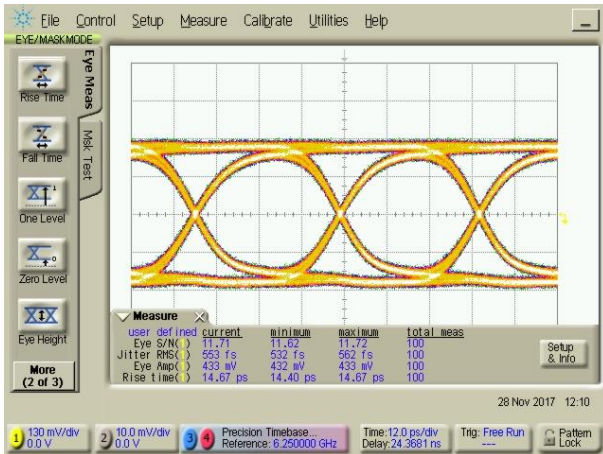 File Control Setup Measure Calibrate Utilities Help
EYE/MASK MODE
Eye Meas
Msk Test
Rise Time
Fall Time
One Level
Zero Level
Eye Height
More
(2 of 3)
Measure
user defined current minimum maximum total meas
Eye S/N(1) 11.71 11.62 11.72 100
Jitter RMS(1) 553 fs 532 fs 562 fs 100
Eye Amp(1) 433 mV 432 mV 433 mV 100
Rise time(1) 14.67 ps 14.40 ps 14.67 ps 100
Setup
& Info
28 Nov 2017 12:10
1 130 mV/div
0.0 V
2 10.0 mV/div
0.0 V
3 4 Precision Timebase...
Reference: 6.250000 GHz
Time:12.0 ps/div
Delay:24.3681 ns
Trig: Free Run
---
Pattern
Lock